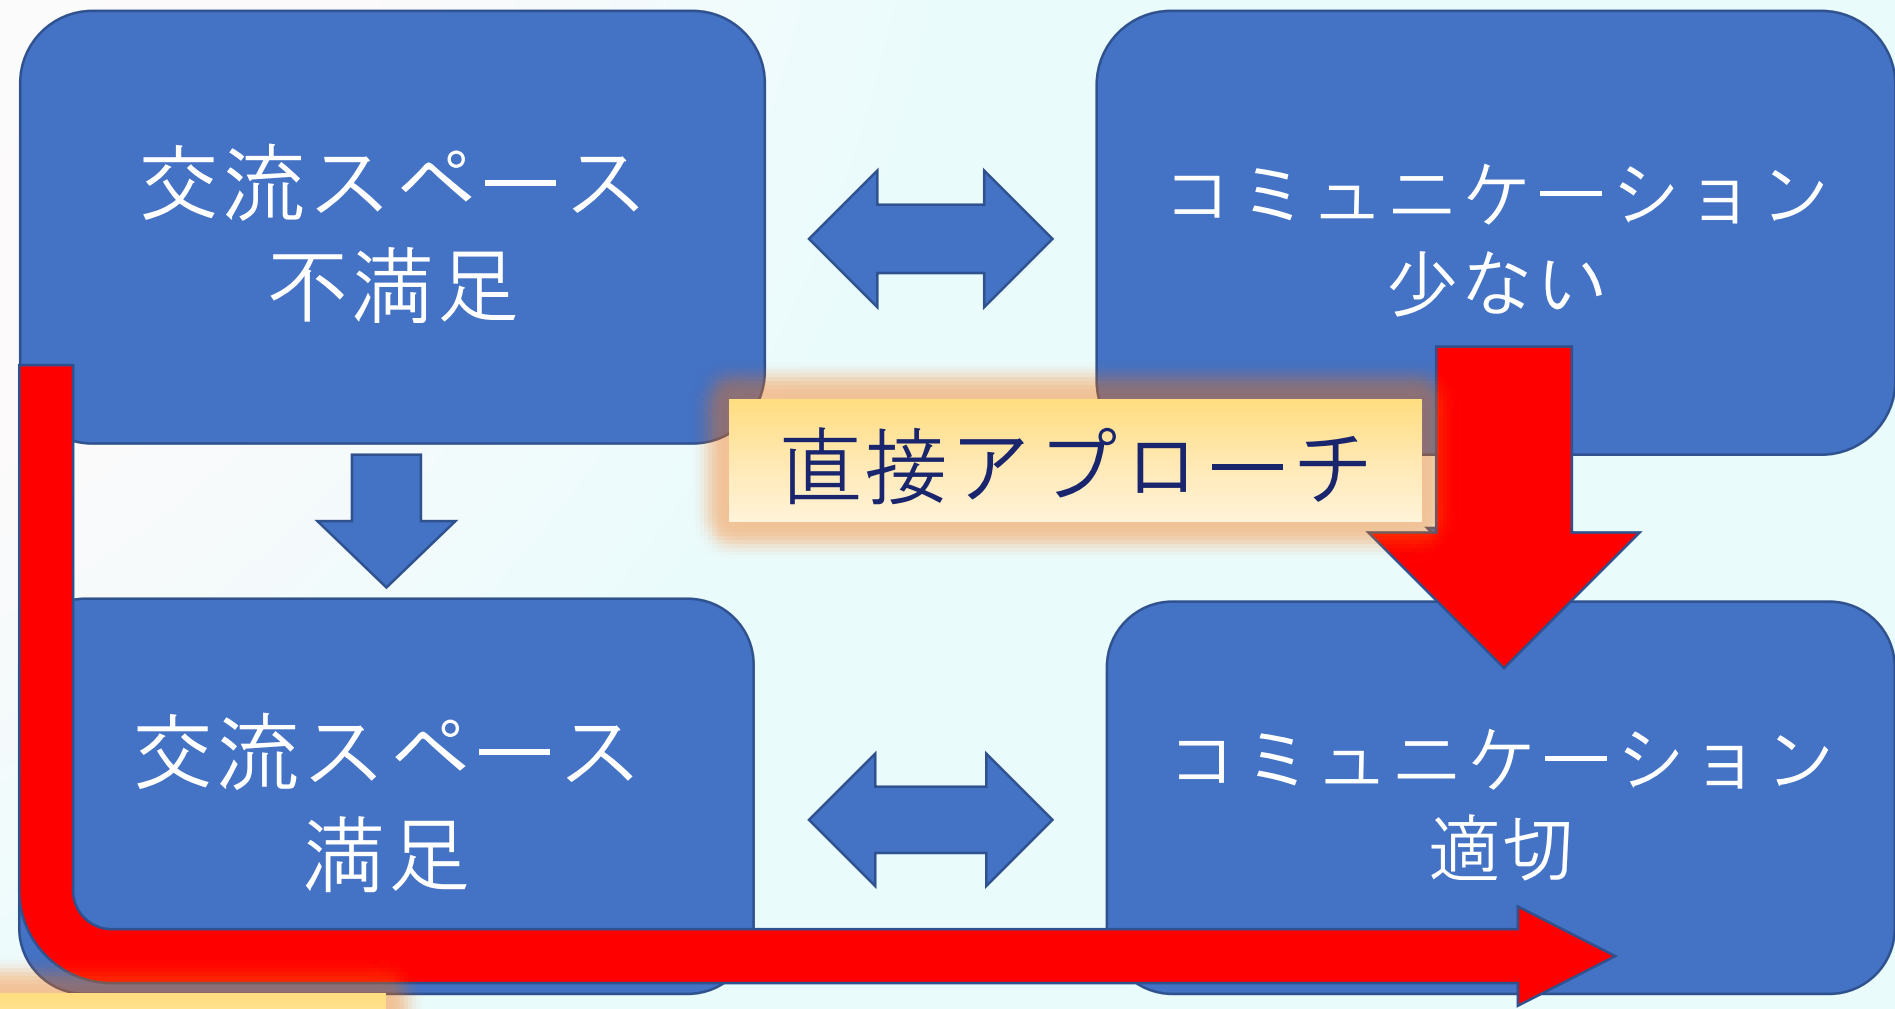 交流スペース
不満足
コミュニケーション
少ない
直接アプローチ
交流スペース
満足
コミュニケーション
適切